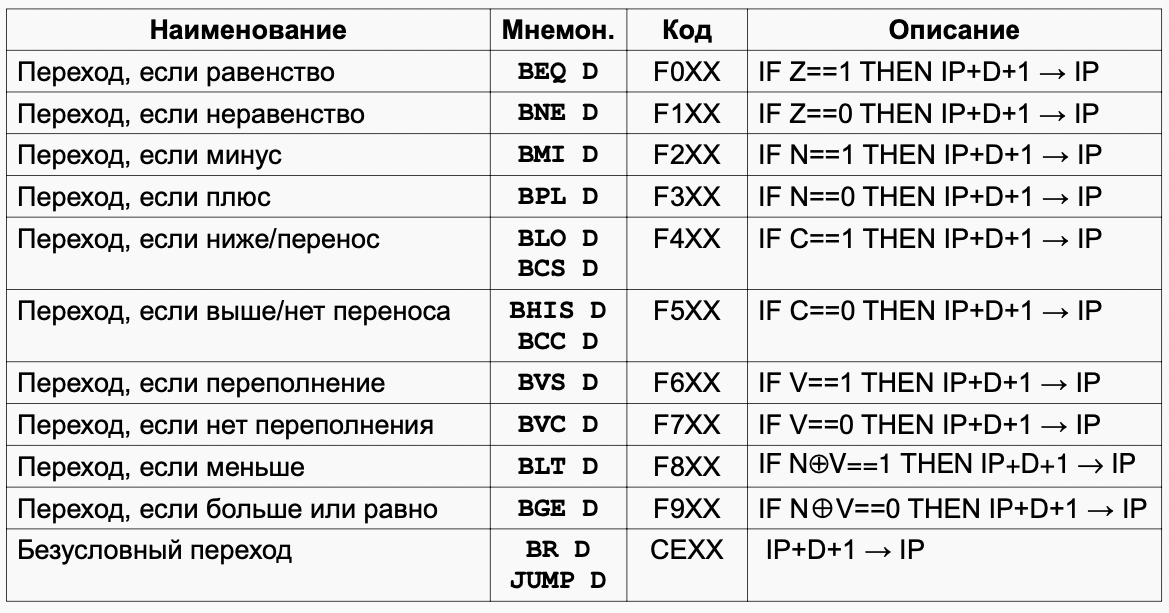 Наименование Мнемон. Код Описание
Переход, если равенство BEQ D F0XX IF Z==1 THEN IP+D+1 → IP
Переход, если неравенство BNE D F1XX IF Z==0 THEN IP+D+1 → IP
Переход, если минус BMI D F2XX IF N==1 THEN IP+D+1 → IP
Переход, если плюс BPL D F3XX IF N==0 THEN IP+D+1 → IP
Переход, если ниже/перенос BLO D F4XX IF C==1 THEN IP+D+1 → IP
BCS D
Переход, если выше/нет переноса BHIS D F5XX IF C==0 THEN IP+D+1 → IP
BCC D
Переход, если переполнение BVS D F6XX IF V==1 THEN IP+D+1 → IP
Переход, если нет переполнения BVC D F7XX IF V==0 THEN IP+D+1 → IP
Переход, если меньше BLT D F8XX IF N⊕V==1 THEN IP+D+1 → IP
Переход, если больше или равно BGE D F9XX IF N⊕V==0 THEN IP+D+1 → IP
Безусловный переход BR D CEXX IP+D+1 → IP
JUMP D